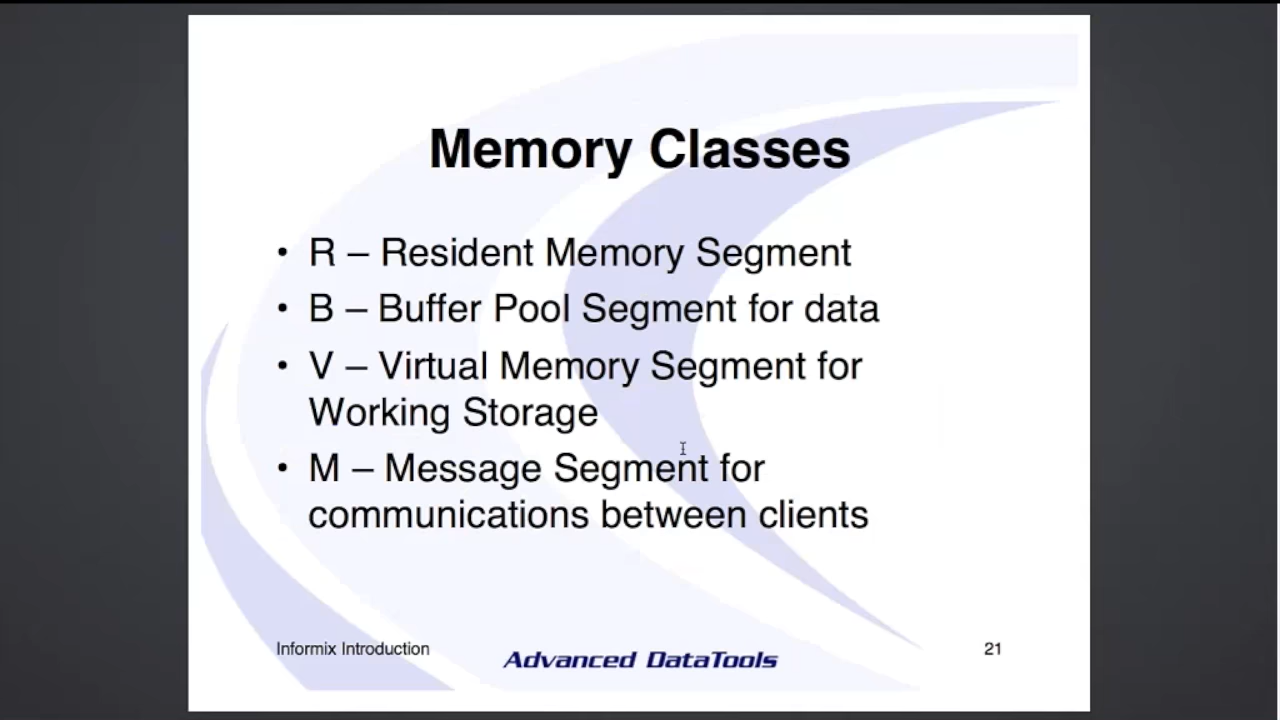 Memory Classes
• R – Resident Memory Segment
• B – Buffer Pool Segment for data
• V – Virtual Memory Segment for
Working Storage
• M – Message Segment for
communications between clients
Informix Introduction
Advanced DataTools
21